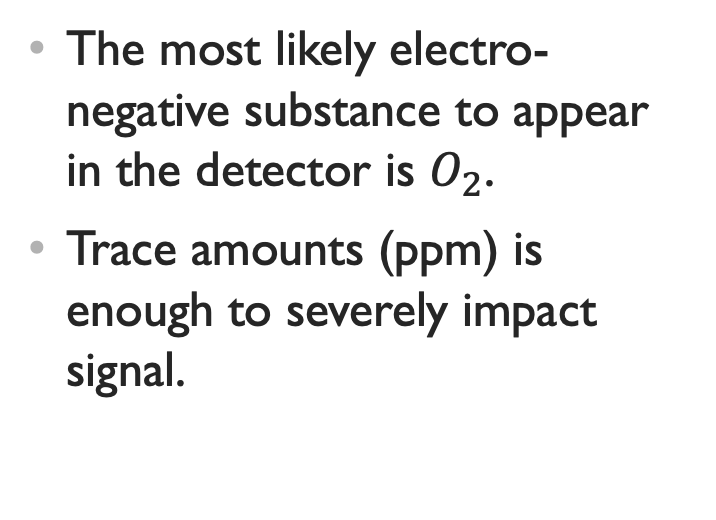 • The most likely electro-
negative substance to appear
in the detector is O₂.
• Trace amounts (ppm) is
enough to severely impact
signal.